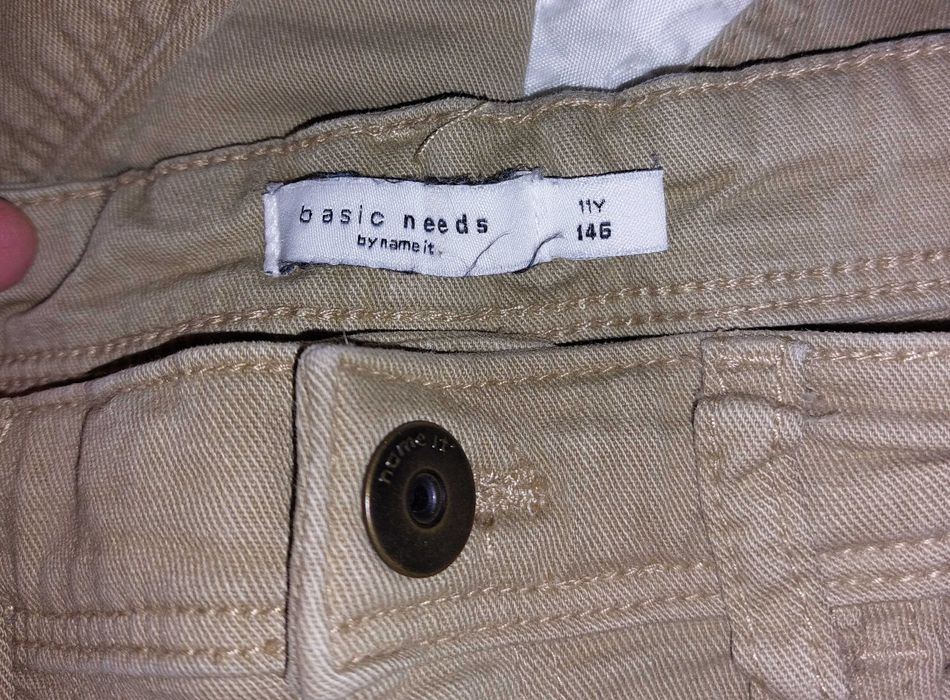 basic needs
by name it.
11Y
146
name it